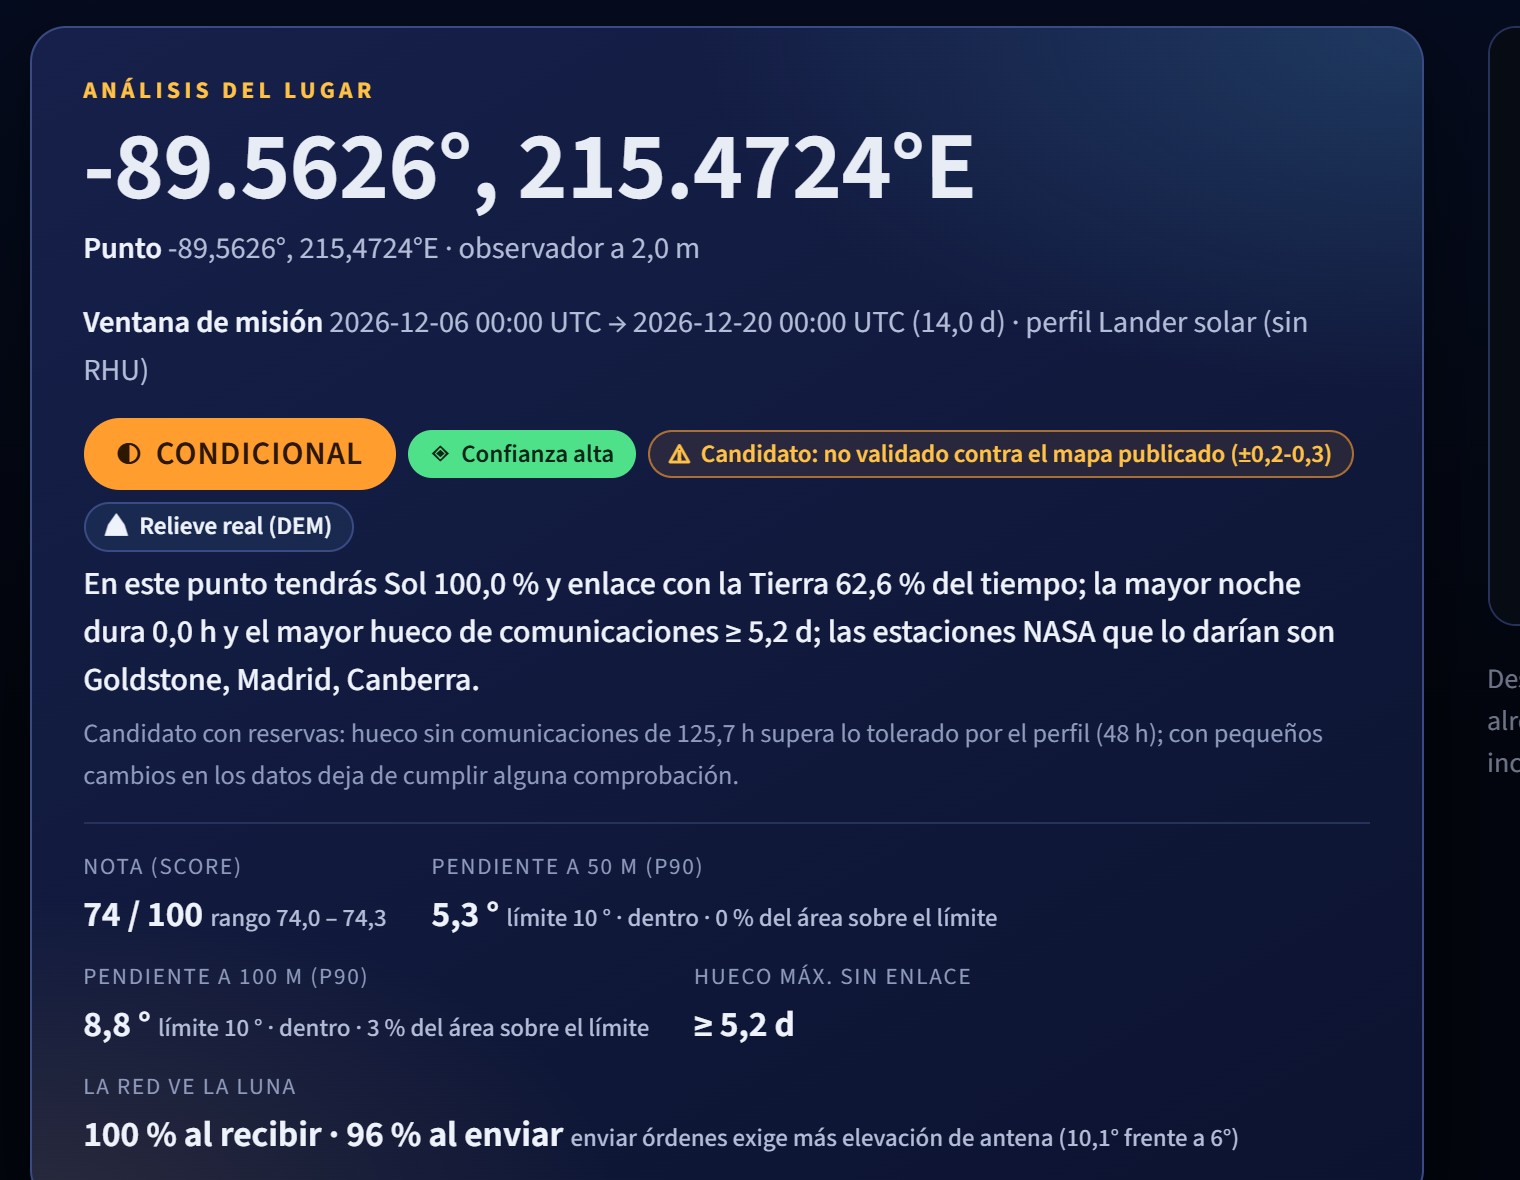 ANÁLISIS DEL LUGAR
-89.5626°, 215.4724°E
Punto -89,5626°, 215,4724°E · observador a 2,0 m
Ventana de misión 2026-12-06 00:00 UTC → 2026-12-20 00:00 UTC (14,0 d) · perfil Lander solar (sin
RHU)
CONDICIONAL
Confianza alta
Candidato: no validado contra el mapa publicado (±0,2-0,3)
Relieve real (DEM)
En este punto tendrás Sol 100,0 % y enlace con la Tierra 62,6 % del tiempo; la mayor noche
dura 0,0 h y el mayor hueco de comunicaciones ≥ 5,2 d; las estaciones NASA que lo darían son
Goldstone, Madrid, Canberra.
Candidato con reservas: hueco sin comunicaciones de 125,7 h supera lo tolerado por el perfil (48 h); con pequeños
cambios en los datos deja de cumplir alguna comprobación.
NOTA (SCORE)
74 / 100 rango 74,0 – 74,3
PENDIENTE A 50 M (P90)
5,3 ° límite 10 ° · dentro · 0 % del área sobre el límite
PENDIENTE A 100 M (P90)
8,8 ° límite 10 ° · dentro · 3 % del área sobre el límite
HUECO MÁX. SIN ENLACE
≥ 5,2 d
LA RED VE LA LUNA
100 % al recibir · 96 % al enviar enviar órdenes exige más elevación de antena (10,1° frente a 6°)